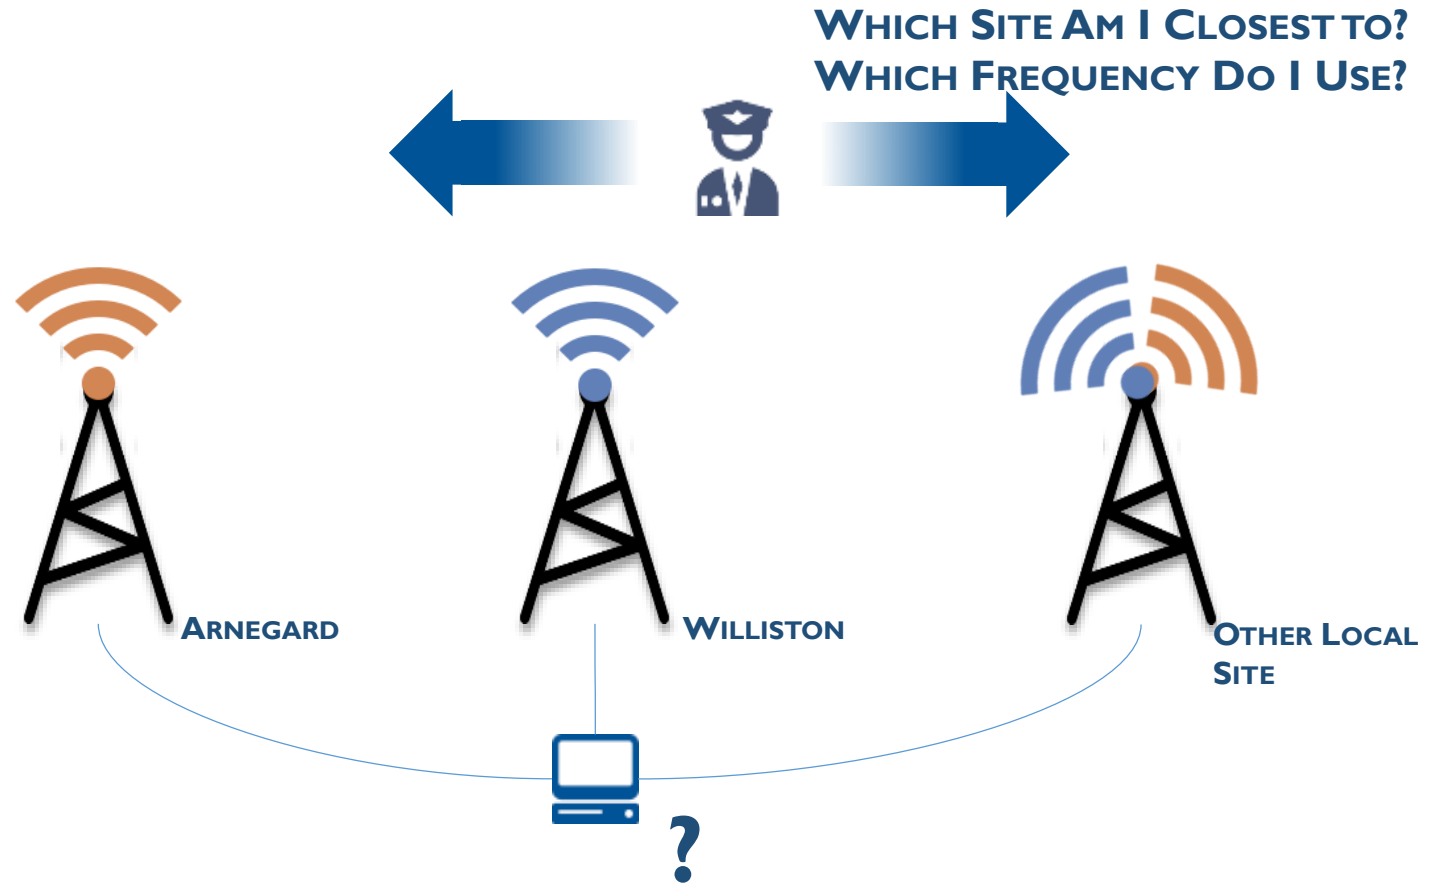 WHICH SITE AM I CLOSEST TO?
WHICH FREQUENCY DO I USE?
ARNEGARD
WILLISTON
OTHER LOCAL
SITE
?